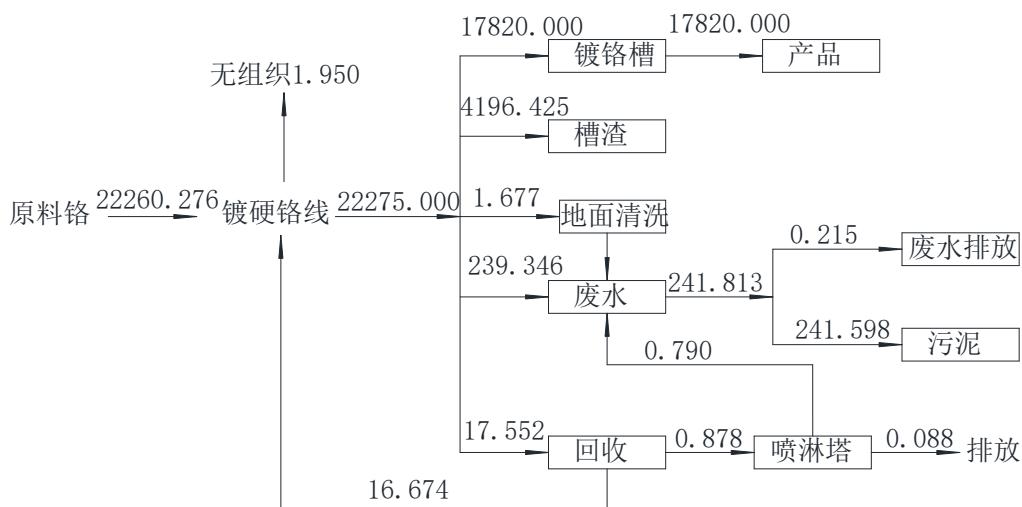 17820.000
镀铬槽
17820.000
产品
无组织1.950
4196.425
槽渣
原料铬
22260.276
镀硬铬线
22275.000
1.677
地面清洗
0.215
废水排放
239.346
废水
241.813
241.598
污泥
0.790
17.552
回收
0.878
喷淋塔
0.088
排放
16.674